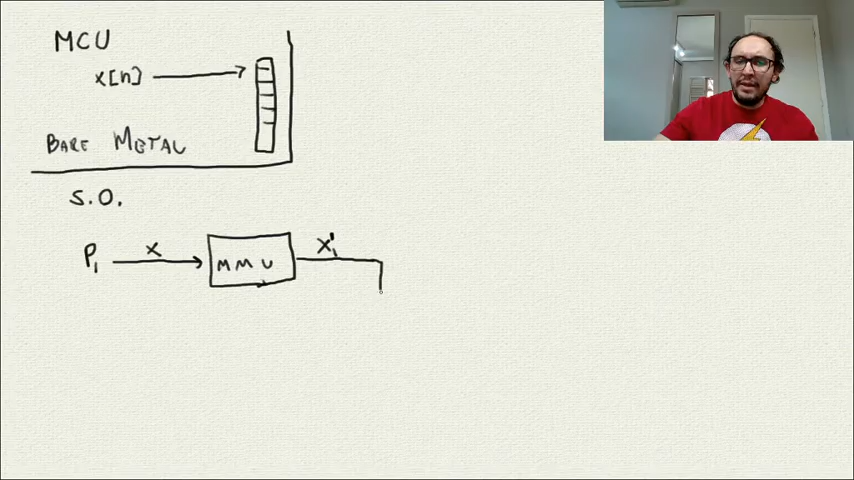 MCU
x[n]
BARE METAL
S.O.
P₁ x MMU x'₁